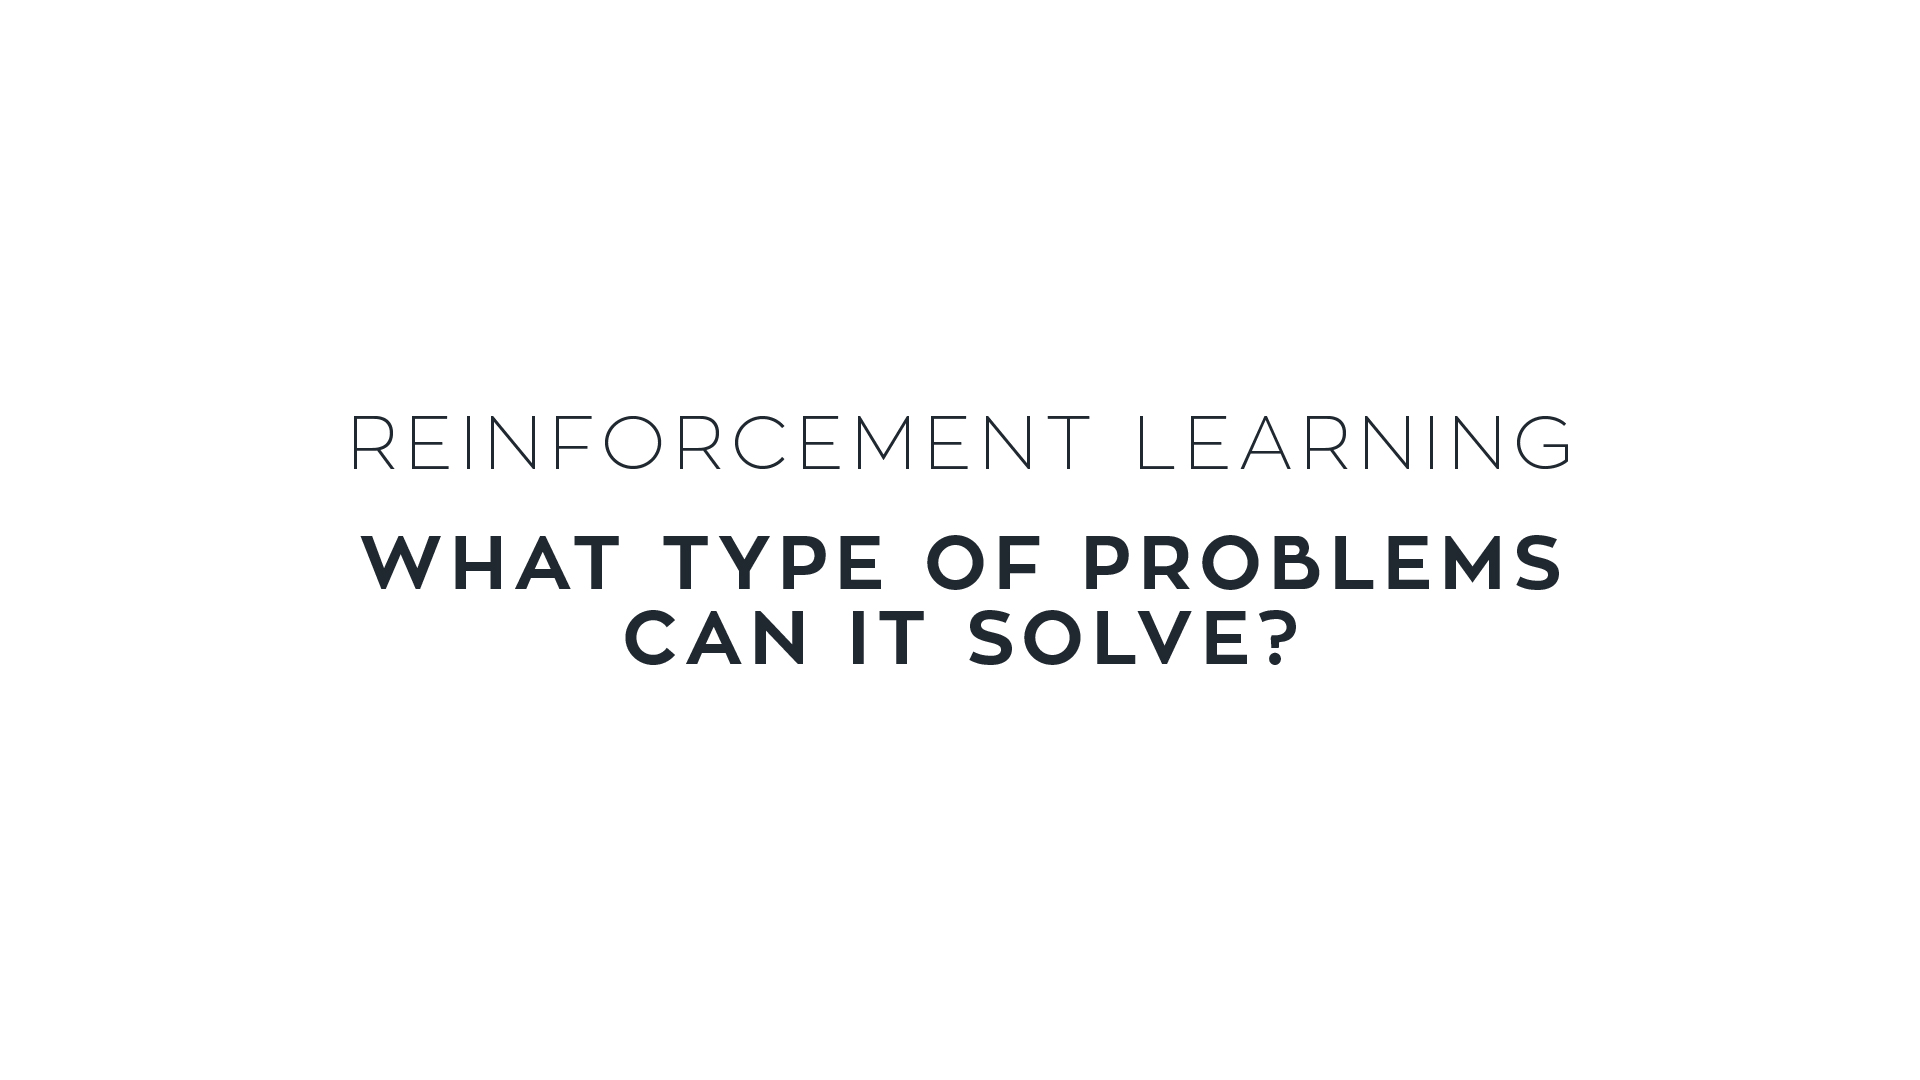 REINFORCEMENT LEARNING
WHAT TYPE OF PROBLEMS
CAN IT SOLVE?